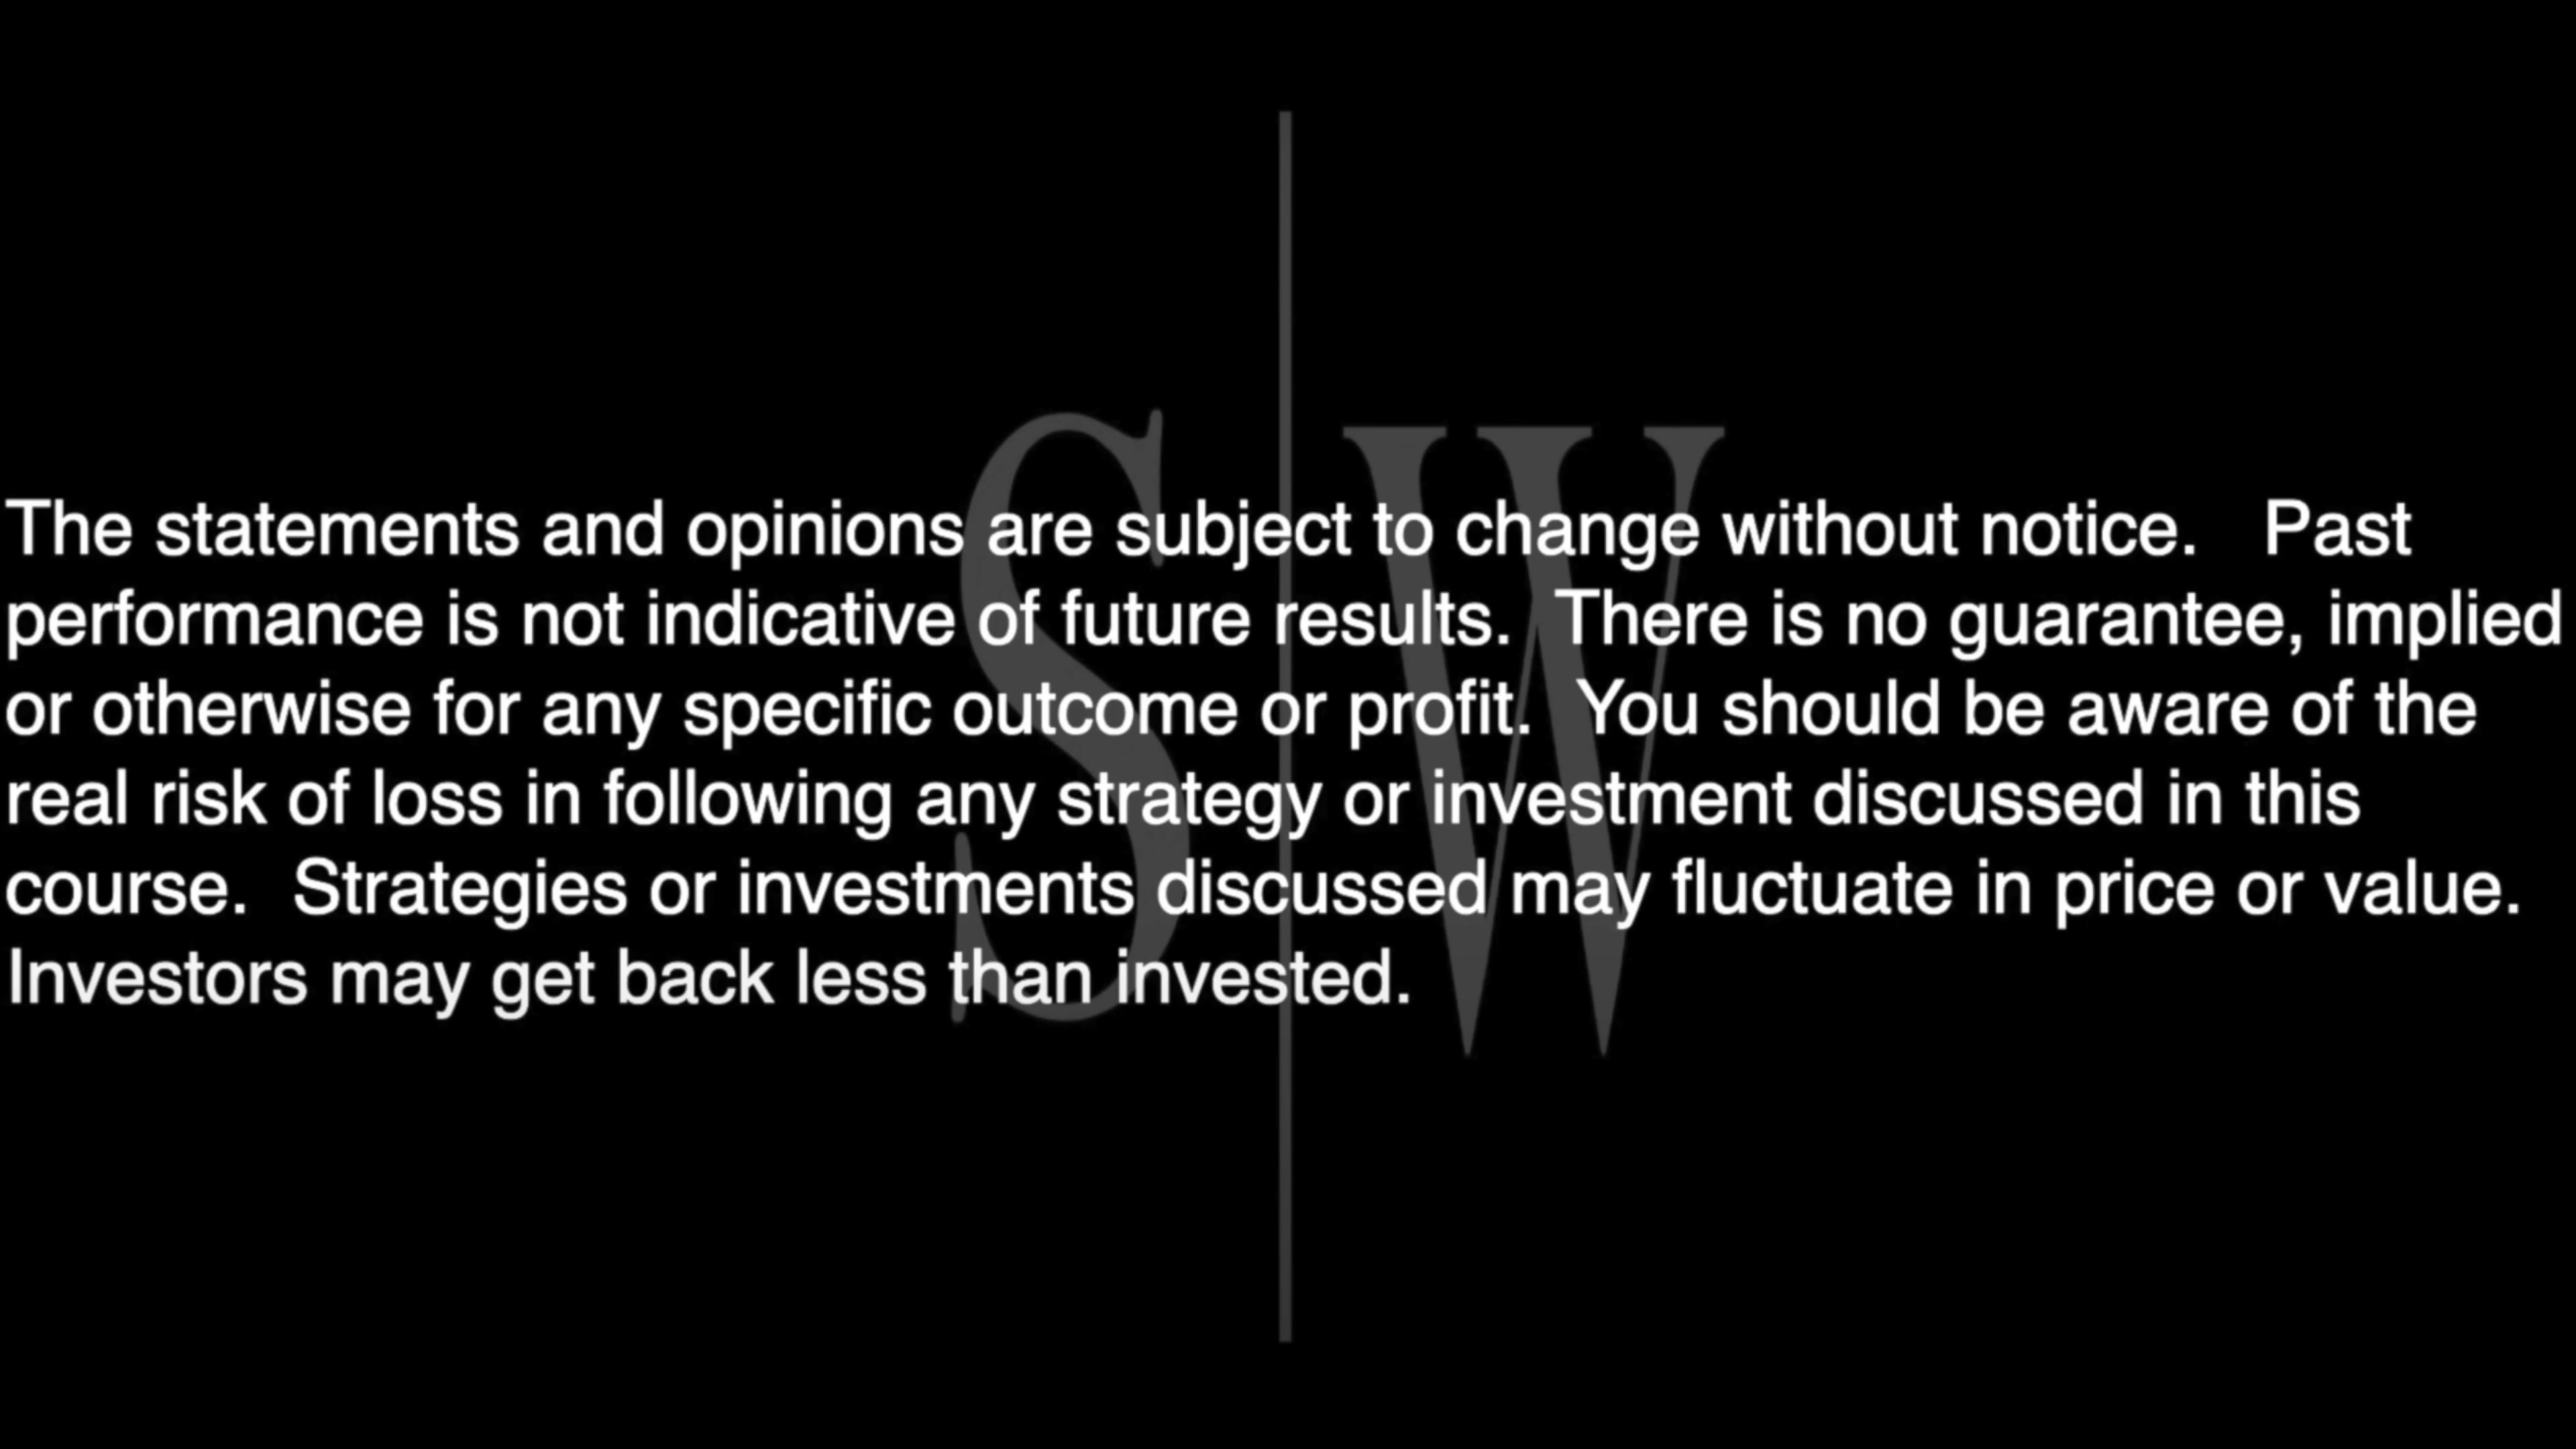 The statements and opinions are subject to change without notice.   Past
performance is not indicative of future results.  There is no guarantee, implied
or otherwise for any specific outcome or profit.  You should be aware of the
real risk of loss in following any strategy or investment discussed in this
course.  Strategies or investments discussed may fluctuate in price or value.
Investors may get back less than invested.
S W